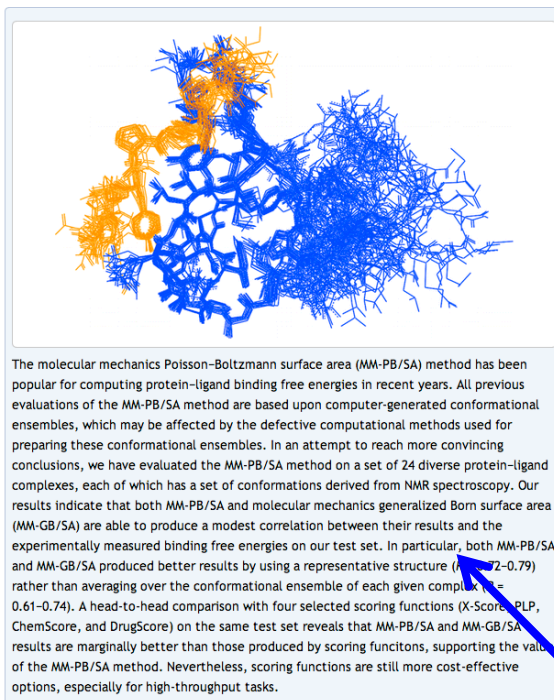 The molecular mechanics Poisson–Boltzmann surface area (MM-PB/SA) method has been
popular for computing protein–ligand binding free energies in recent years. All previous
evaluations of the MM-PB/SA method are based upon computer-generated conformational
ensembles, which may be affected by the defective computational methods used for
preparing these conformational ensembles. In an attempt to reach more convincing
conclusions, we have evaluated the MM-PB/SA method on a set of 24 diverse protein–ligand
complexes, each of which has a set of conformations derived from NMR spectroscopy. Our
results indicate that both MM-PB/SA and molecular mechanics generalized Born surface area
(MM-GB/SA) are able to produce a modest correlation between their results and the
experimentally measured binding free energies on our test set. In particular, both MM-PB/SA
and MM-GB/SA produced better results by using a representative structure 72–0.79)
rather than averaging over the conformational ensemble of each given complex =
0.61–0.74). A head-to-head comparison with four selected scoring functions (X-Score, PLP,
ChemScore, and DrugScore) on the same test set reveals that MM-PB/SA and MM-GB/SA
results are marginally better than those produced by scoring funcitons, supporting the
of the MM-PB/SA method. Nevertheless, scoring functions are still more cost-effective
options, especially for high-throughput tasks.